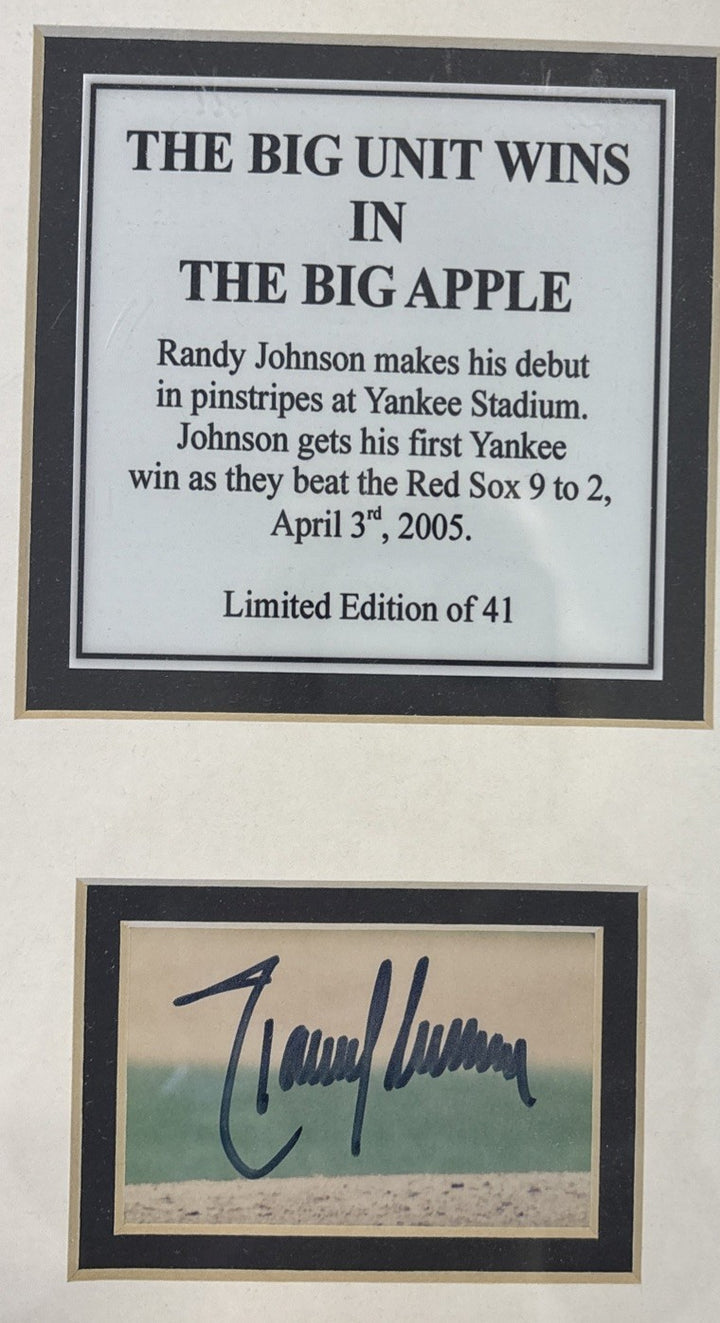 THE BIG UNIT WINS
IN
THE BIG APPLE
Randy Johnson makes his debut
in pinstripes at Yankee Stadium.
Johnson gets his first Yankee
win as they beat the Red Sox 9 to 2,
April 3rd, 2005.
Limited Edition of 41